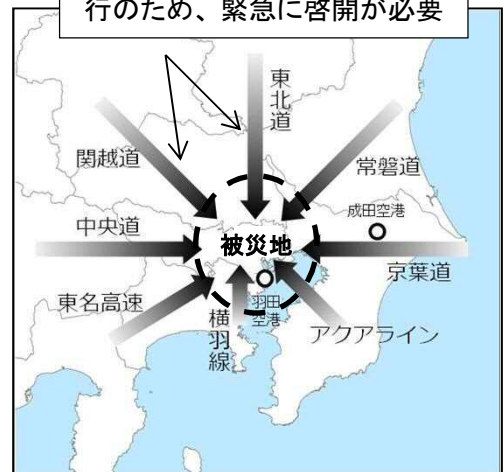 行のため、緊急に啓開が必要
東北道
関越道
常磐道
成田空港
中央道
被災地
京葉道
東名高速
羽田
空港
横羽線
アクアライン